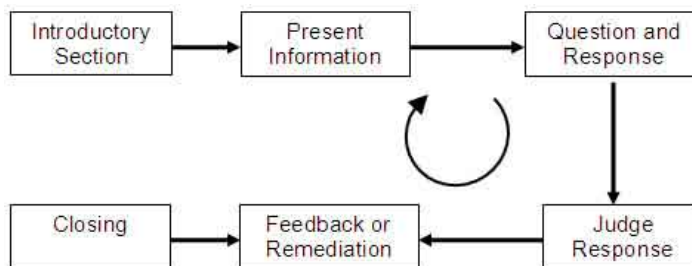 Introductory
Section
Present
Information
Question and
Response
Closing
Feedback or
Remediation
Judge
Response